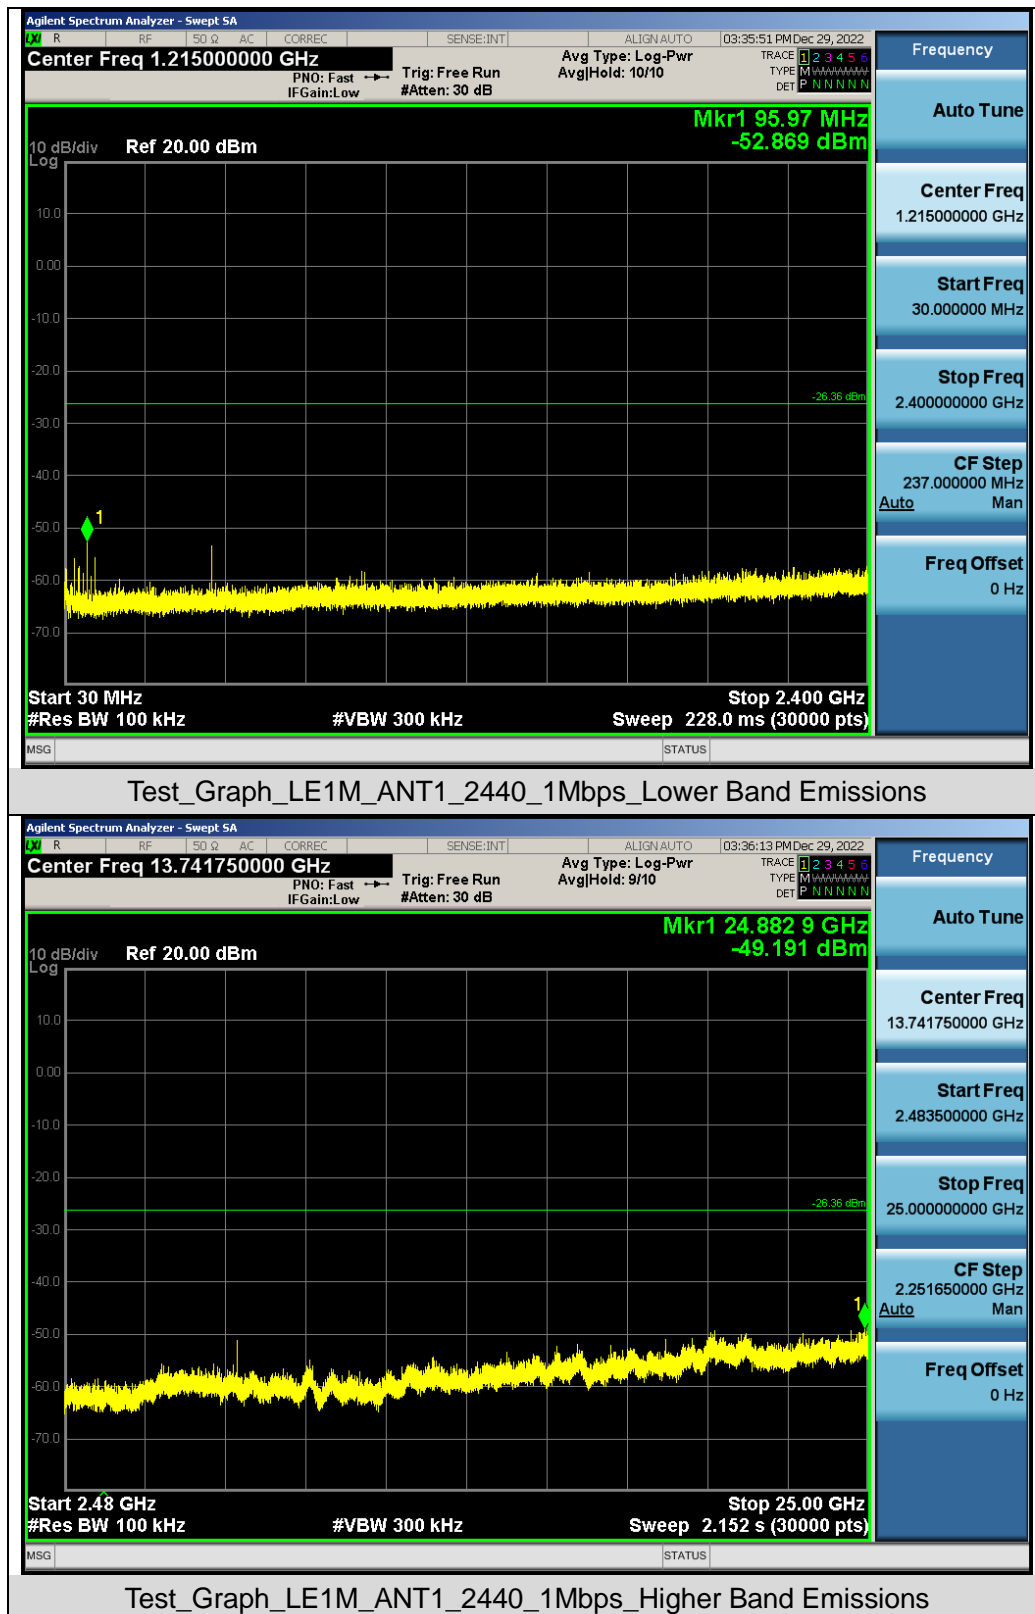 Agilent Spectrum Analyzer - Swept SA
LXI R RF 50 Ω AC CORREC SENSE:INT ALIGN AUTO 03:35:51 PM Dec 29, 2022
Center Freq 1.215000000 GHz
PNO: Fast
IFGain:Low
Trig: Free Run
#Atten: 30 dB
Avg Type: Log-Pwr
Avg|Hold: 10/10
TRACE 1 2 3 4 5 6
TYPE M
DET P N N N N N
Mkr1 95.97 MHz
-52.869 dBm
10 dB/div Ref 20.00 dBm
Log
10.0
0.00
-10.0
-20.0
-26.36 dBm
-30.0
-40.0
-50.0
1
-60.0
-70.0
Start 30 MHz Stop 2.400 GHz
#Res BW 100 kHz #VBW 300 kHz Sweep 228.0 ms (30000 pts)
MSG STATUS
Frequency
Auto Tune
Center Freq
1.215000000 GHz
Start Freq
30.000000 MHz
Stop Freq
2.400000000 GHz
CF Step
237.000000 MHz
Auto Man
Freq Offset
0 Hz
Test_Graph_LE1M_ANT1_2440_1Mbps_Lower Band Emissions
Agilent Spectrum Analyzer - Swept SA
LXI R RF 50 Ω AC CORREC SENSE:INT ALIGN AUTO 03:36:13 PM Dec 29, 2022
Center Freq 13.741750000 GHz
PNO: Fast
IFGain:Low
Trig: Free Run
#Atten: 30 dB
Avg Type: Log-Pwr
Avg|Hold: 9/10
TRACE 1 2 3 4 5 6
TYPE M
DET P N N N N N
Mkr1 24.882 9 GHz
-49.191 dBm
10 dB/div Ref 20.00 dBm
Log
10.0
0.00
-10.0
-20.0
-26.36 dBm
-30.0
-40.0
1
-50.0
-60.0
-70.0
Start 2.48 GHz Stop 25.00 GHz
#Res BW 100 kHz #VBW 300 kHz Sweep 2.152 s (30000 pts)
MSG STATUS
Frequency
Auto Tune
Center Freq
13.741750000 GHz
Start Freq
2.483500000 GHz
Stop Freq
25.000000000 GHz
CF Step
2.251650000 GHz
Auto Man
Freq Offset
0 Hz
Test_Graph_LE1M_ANT1_2440_1Mbps_Higher Band Emissions